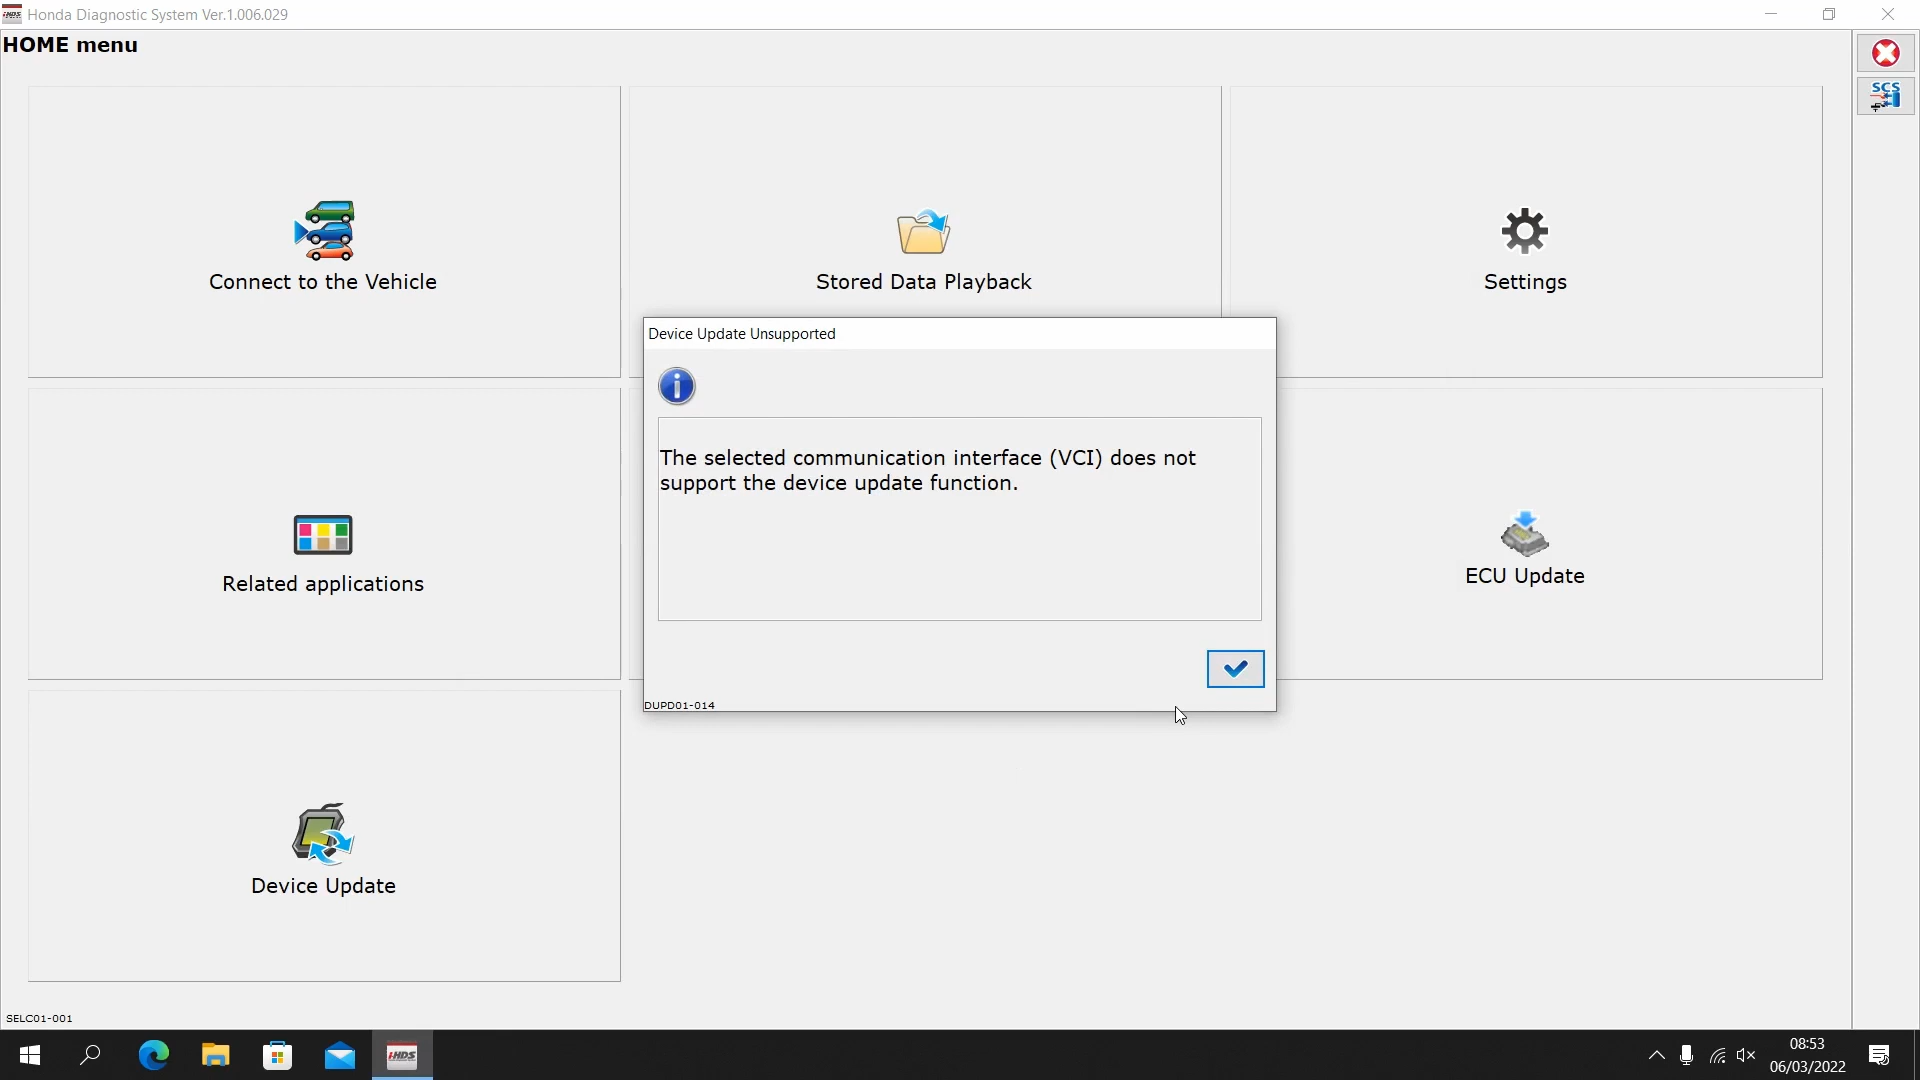 Honda Diagnostic System Ver.1.006.029
HOME menu
SCS
Connect to the Vehicle
Stored Data Playback
Settings
Device Update Unsupported
The selected communication interface (VCI) does not
support the device update function.
DUPD01-014
Related applications
ECU Update
Device Update
SELC01-001
i-HDS
08:53
06/03/2022